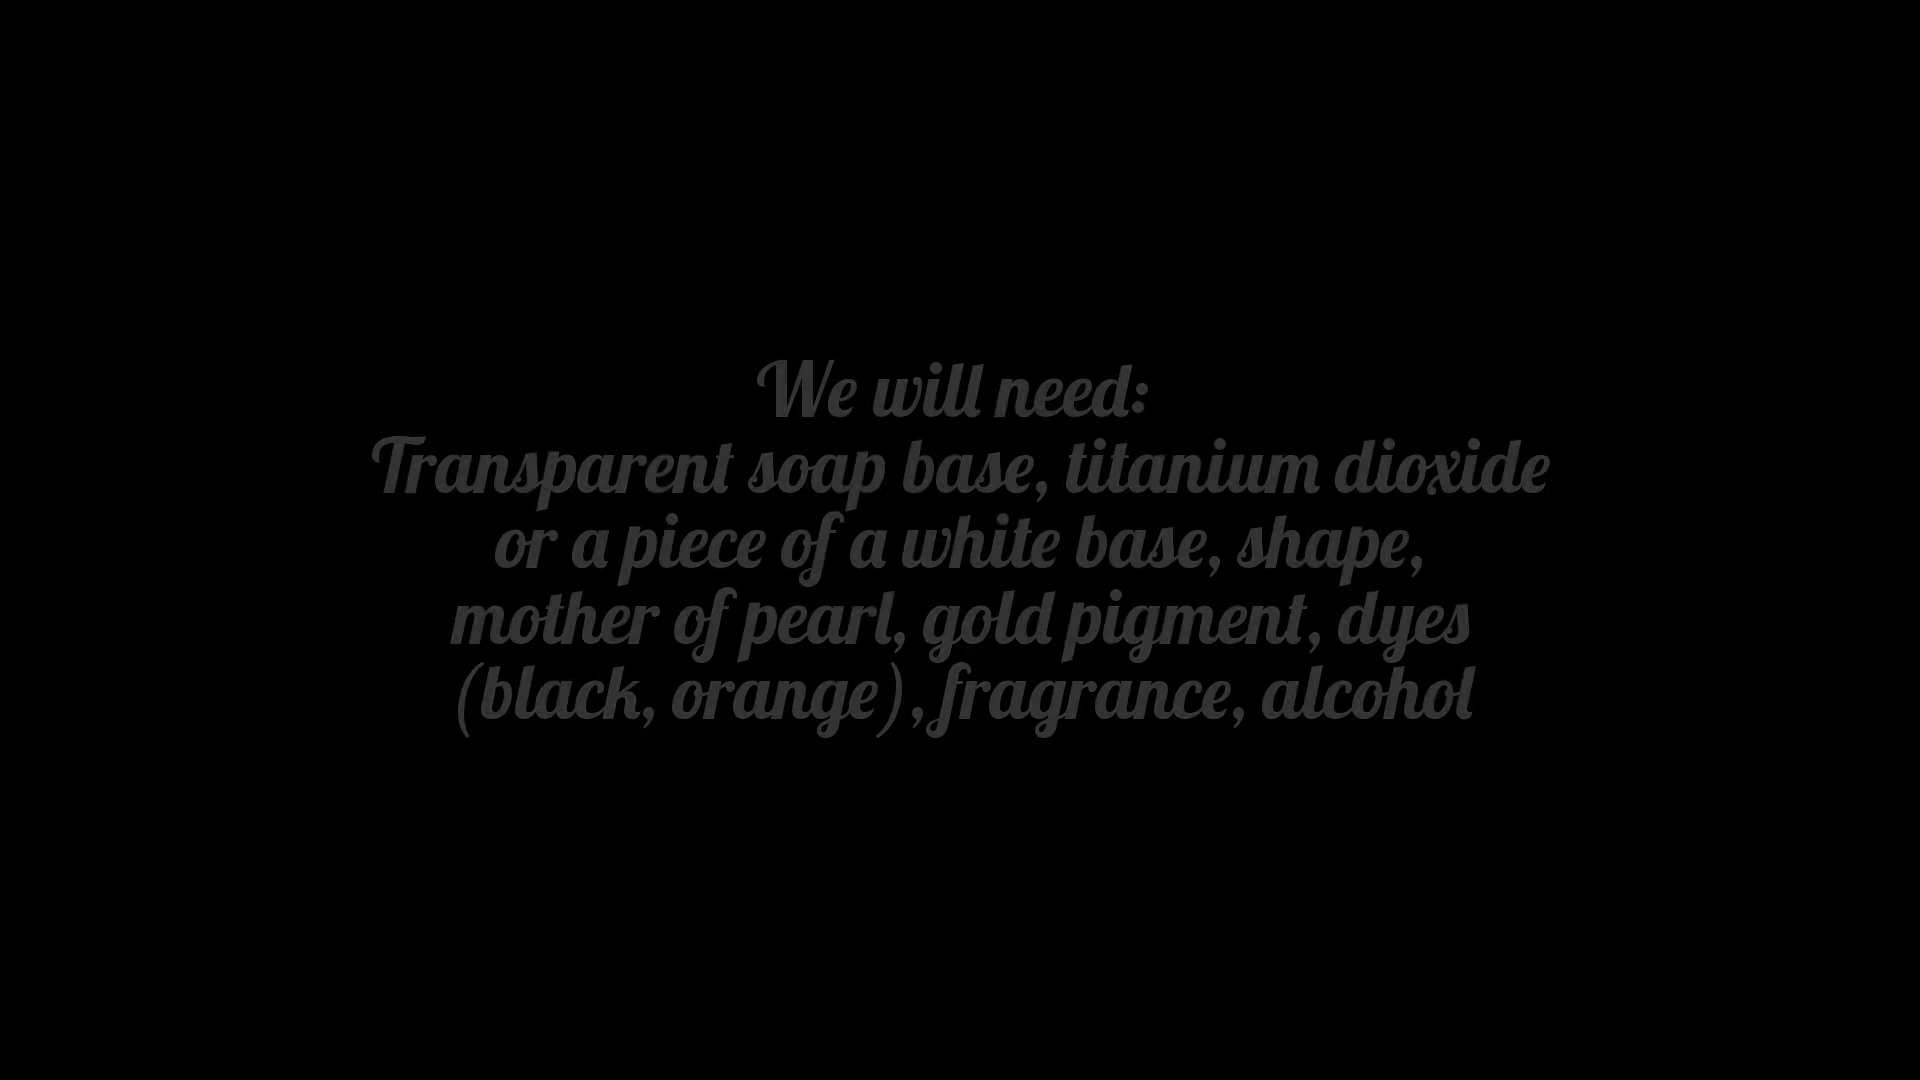 We will need:
Transparent soap base, titanium dioxide
or a piece of a white base, shape,
mother of pearl, gold pigment, dyes
(black, orange), fragrance, alcohol